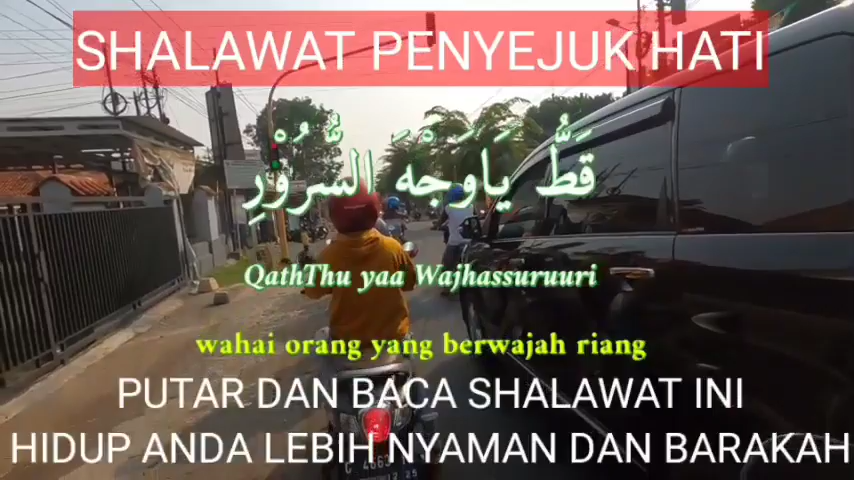 SHALAWAT PENYEJUK HATI
قَطُّ يَاوَجْهَ السُّرُوْرِ
QathThu yaa Wajhassuruuri
wahai orang yang berwajah riang
PUTAR DAN BACA SHALAWAT INI
HIDUP ANDA LEBIH NYAMAN DAN BARAKAH